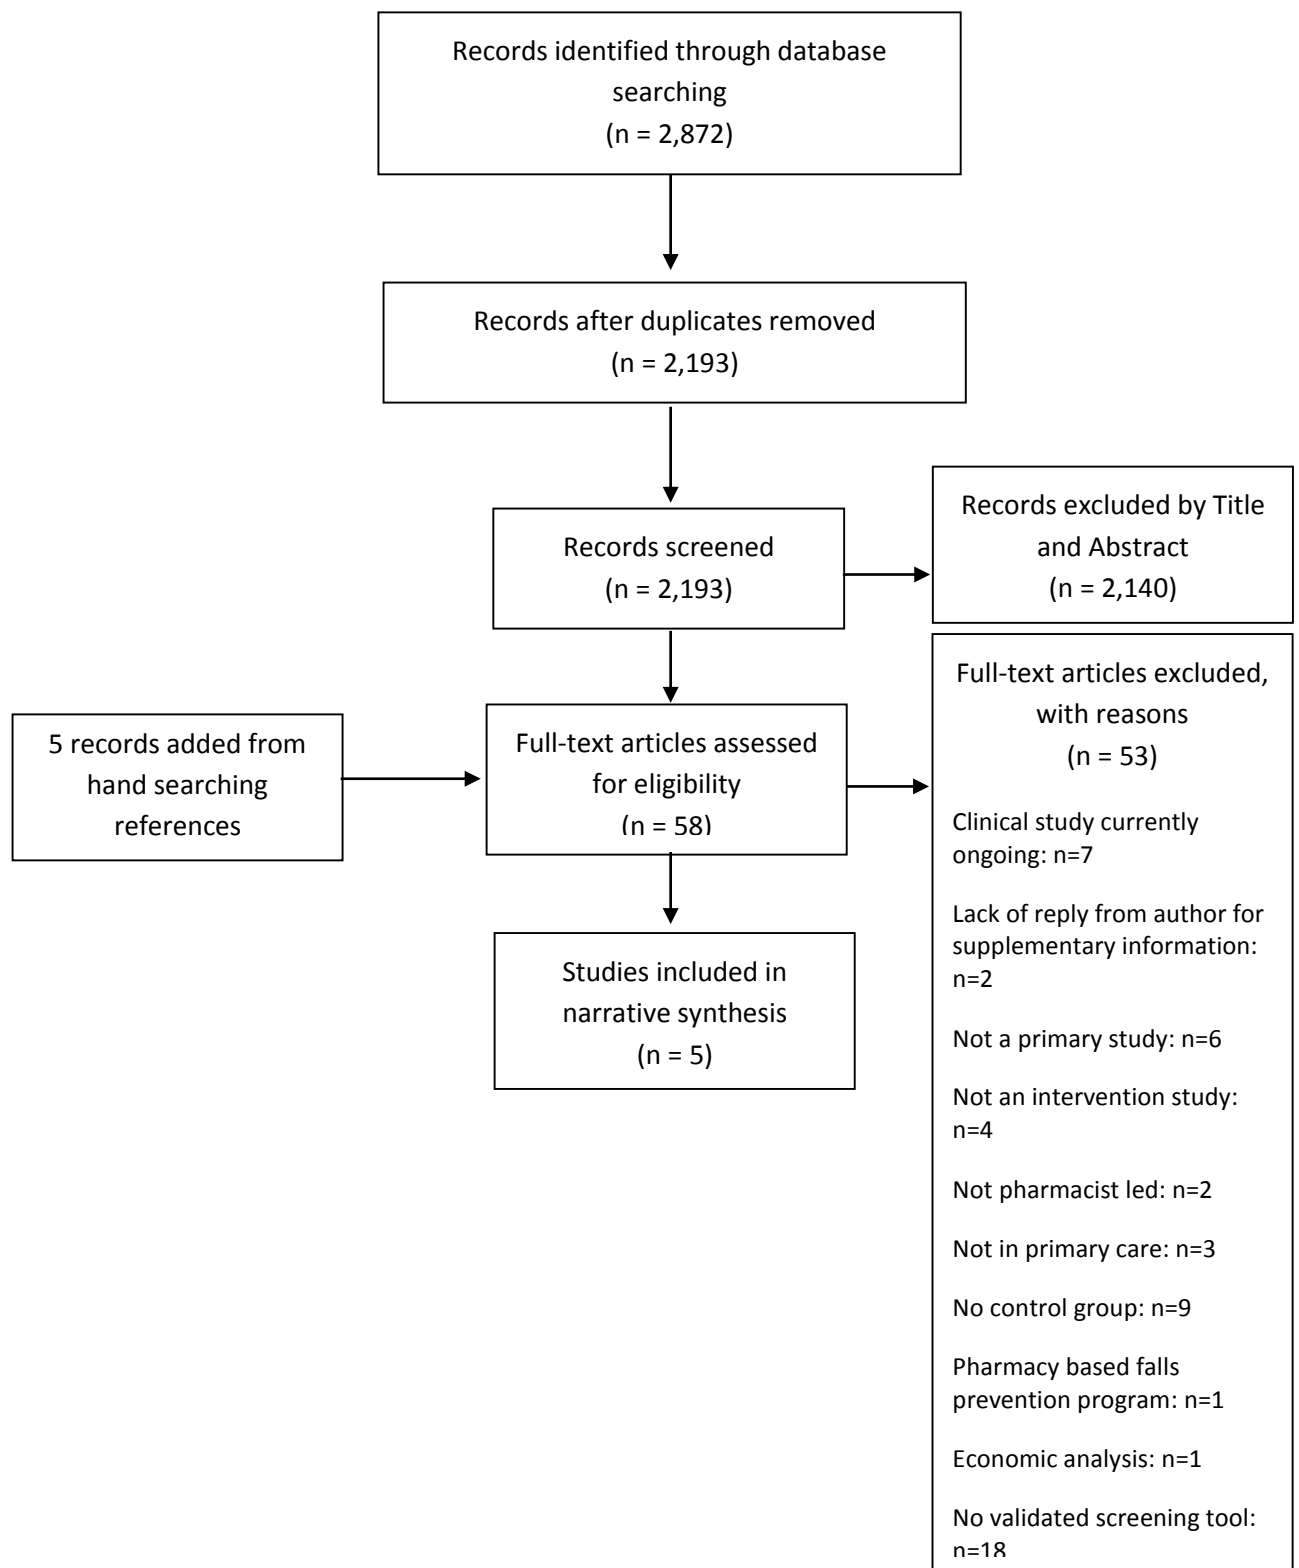 Records identified through database
searching
(n = 2,872)
Records after duplicates removed
(n = 2,193)
Records screened
(n = 2,193)
Records excluded by Title
and Abstract
(n = 2,140)
5 records added from
hand searching
references
Full-text articles assessed
for eligibility
(n = 58)
Full-text articles excluded,
with reasons
(n = 53)
Clinical study currently
ongoing: n=7
Lack of reply from author for
supplementary information:
n=2
Not a primary study: n=6
Not an intervention study:
n=4
Not pharmacist led: n=2
Not in primary care: n=3
No control group: n=9
Pharmacy based falls
prevention program: n=1
Economic analysis: n=1
No validated screening tool:
n=18
Studies included in
narrative synthesis
(n = 5)